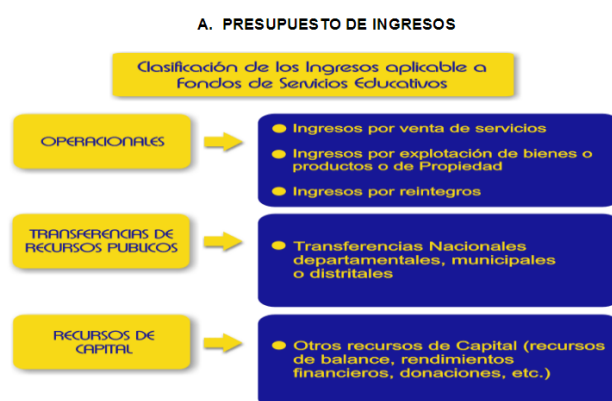 A. PRESUPUESTO DE INGRESOS
Clasificación de los Ingresos aplicable a
Fondos de Servicios Educativos
OPERACIONALES
Ingresos por venta de servicios
Ingresos por explotación de bienes o
productos o de Propiedad
Ingresos por reintegros
TRANSFERENCIAS DE
RECURSOS PUBLICOS
Transferencias Nacionales
departamentales, municipales
o distritales
RECURSOS DE
CAPITAL
Otros recursos de Capital (recursos
de balance, rendimientos
financieros, donaciones, etc.)